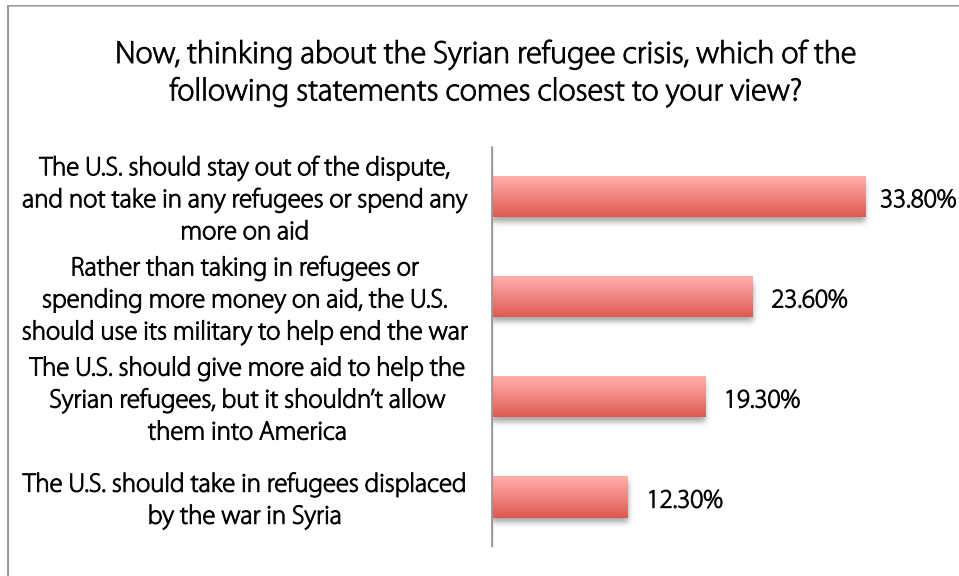 Now, thinking about the Syrian refugee crisis, which of the
following statements comes closest to your view?
The U.S. should stay out of the dispute,
and not take in any refugees or spend any
more on aid
33.80%
Rather than taking in refugees or
spending more money on aid, the U.S.
should use its military to help end the war
23.60%
The U.S. should give more aid to help the
Syrian refugees, but it shouldn’t allow
them into America
19.30%
The U.S. should take in refugees displaced
by the war in Syria
12.30%